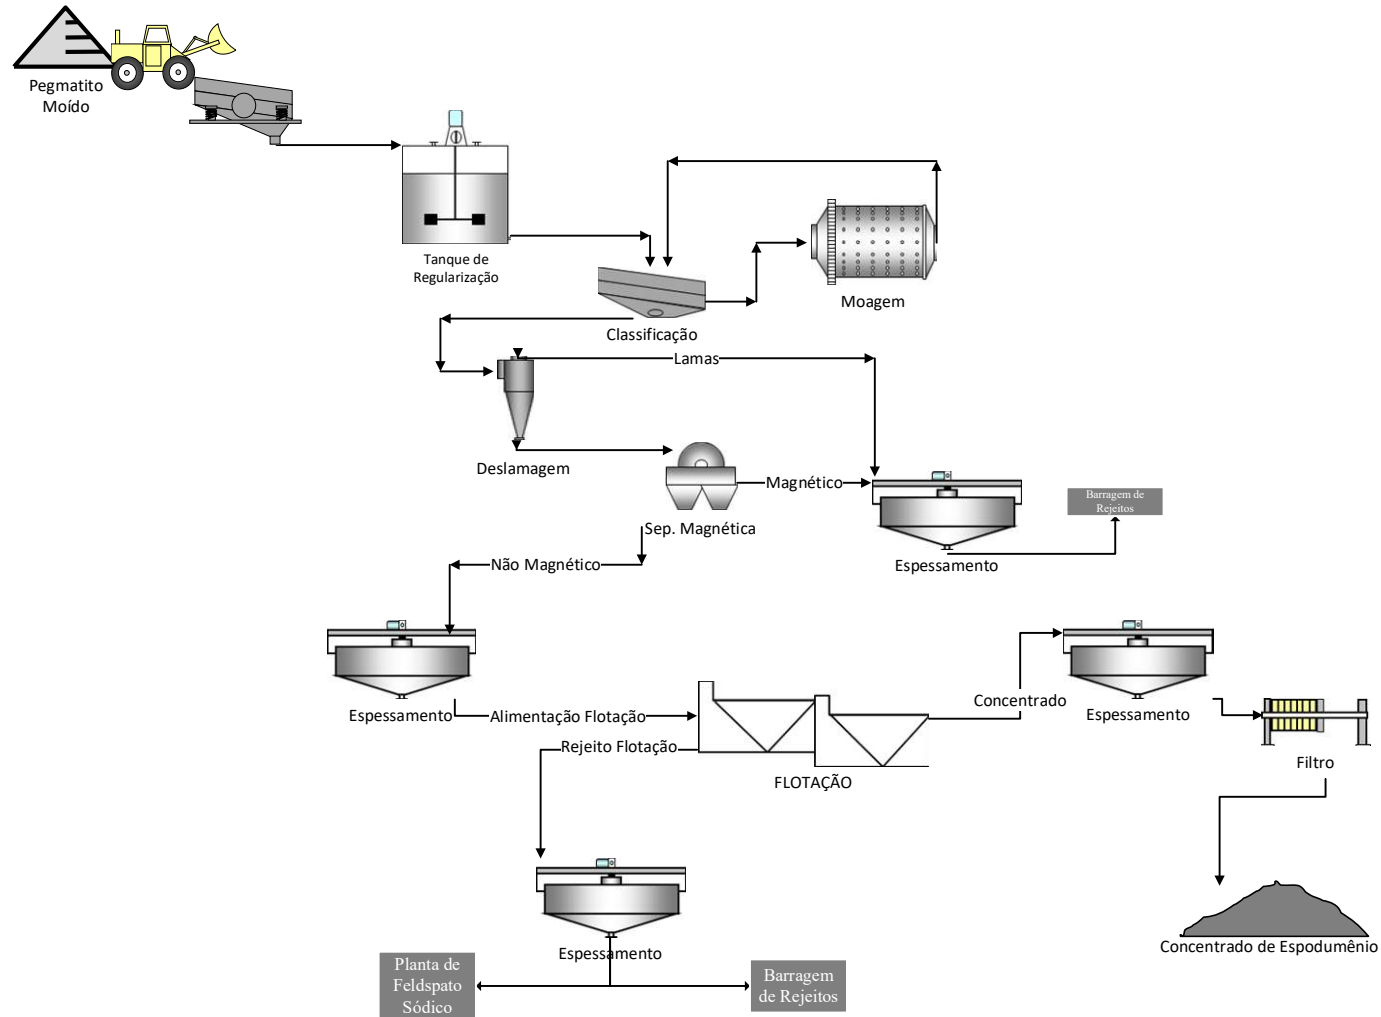 Pegmatito
Moído
Tanque de
Regularização
Moagem
Classificação
Lamas
Deslamagem
Magnético
Sep. Magnética
Barragem de
Rejeitos
Espessamento
Não Magnético
Espessamento
Alimentação Flotação
Rejeito Flotação
FLOTAÇÃO
Concentrado
Espessamento
Filtro
Espessamento
Planta de
Feldspato
Sódico
Barragem
de Rejeitos
Concentrado de Espodumênio